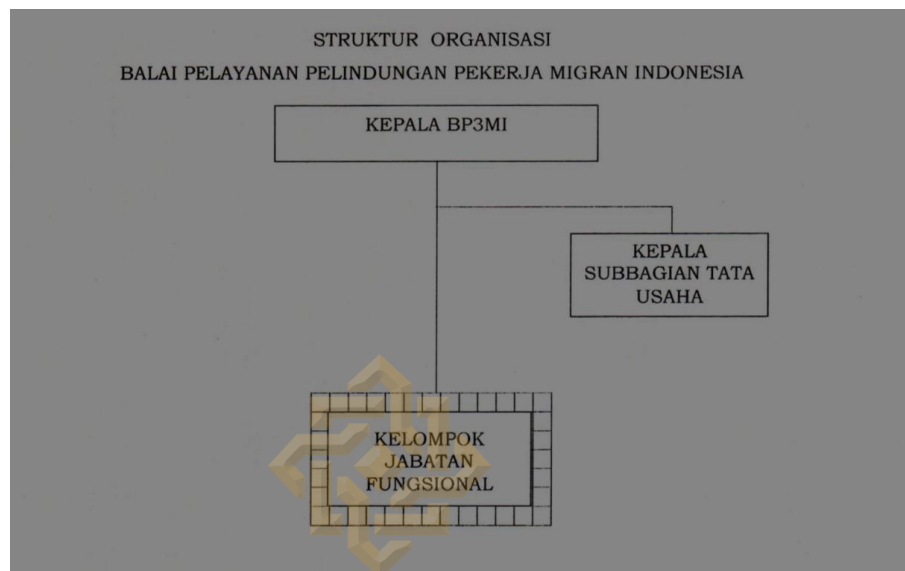 STRUKTUR ORGANISASI
BALAI PELAYANAN PELINDUNGAN PEKERJA MIGRAN INDONESIA
KEPALA BP3MI
KEPALA
SUBBAGIAN TATA
USAHA
KELOMPOK
JABATAN
FUNGSIONAL